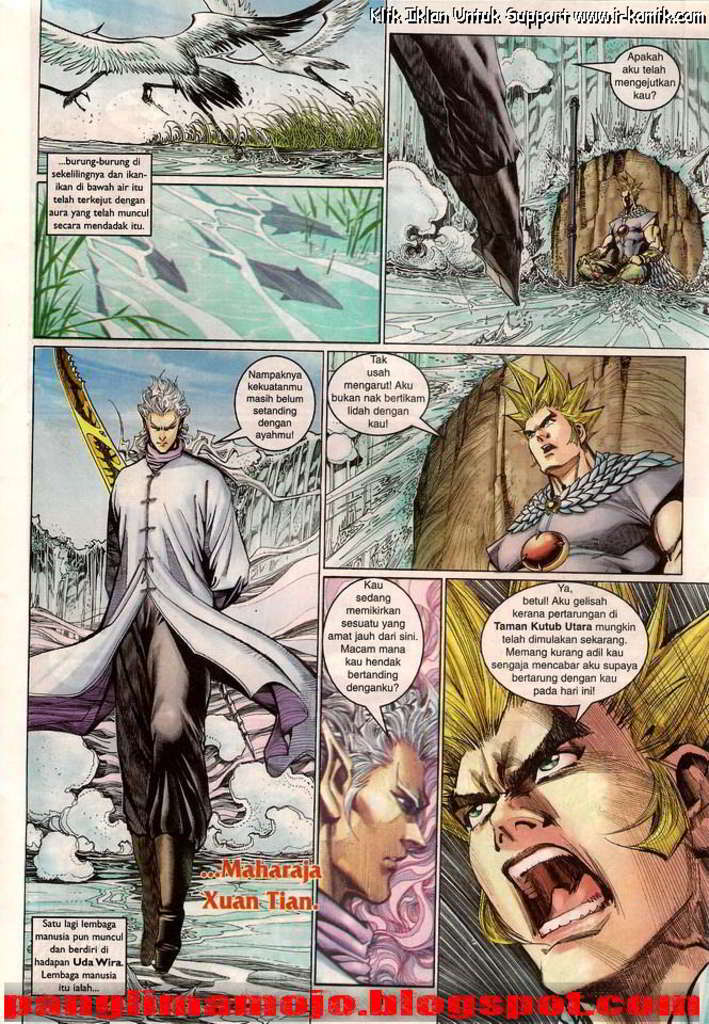 Klik Iklan Untuk Support www.ir-komik.com
...burung-burung di
sekelilingnya dan ikan-
ikan di bawah air itu
telah terkejut dengan
aura yang telah muncul
secara mendadak itu.
Apakah
aku telah
mengejutkan
kau?
Nampaknya
kekuatanmu
masih belum
setanding
dengan
ayahmu!
Tak
usah
mengarut! Aku
bukan nak bertikam
lidah dengan
kau!
Kau
sedang
memikirkan
sesuatu yang
amat jauh dari sini.
Macam mana
kau hendak
bertanding
denganku?
Ya,
betul! Aku gelisah
kerana pertarungan di
Taman Kutub Utara mungkin
telah dimulakan sekarang.
Memang kurang adil kau
sengaja mencabar aku supaya
bertarung dengan kau
pada hari ini!
Satu lagi lembaga
manusia pun muncul
dan berdiri di
hadapan Uda Wira.
Lembaga manusia
itu ialah...
...Maharaja
Xuan Tian.
panglimamojo.blogspot.com
panglimamojo.blogspot.com